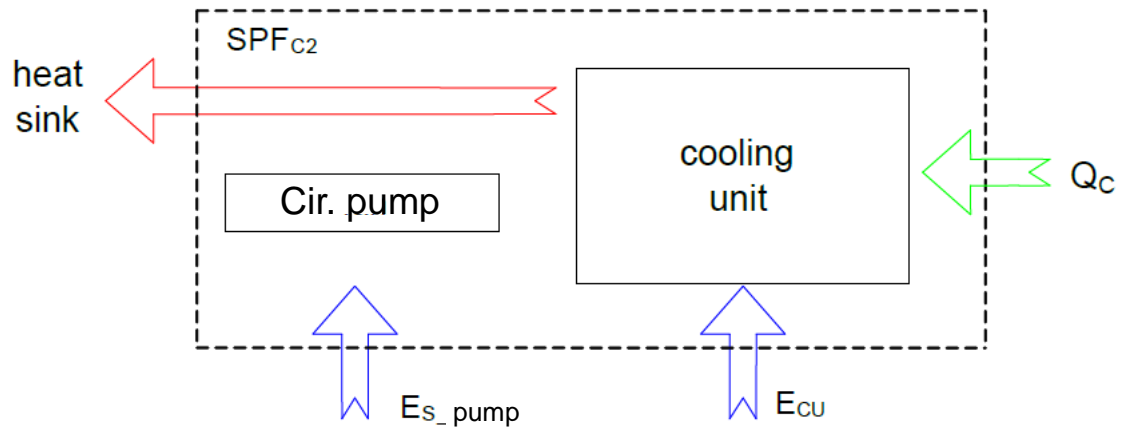 SPFC2
heat
sink
cooling
unit
Cir. pump
QC
ES_ pump
ECU